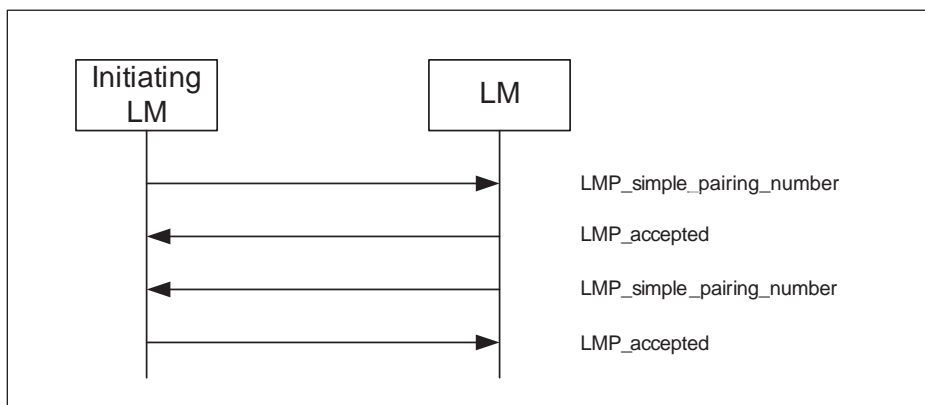 Initiating
LM
LM
LMP_simple_pairing_number
LMP_accepted
LMP_simple_pairing_number
LMP_accepted